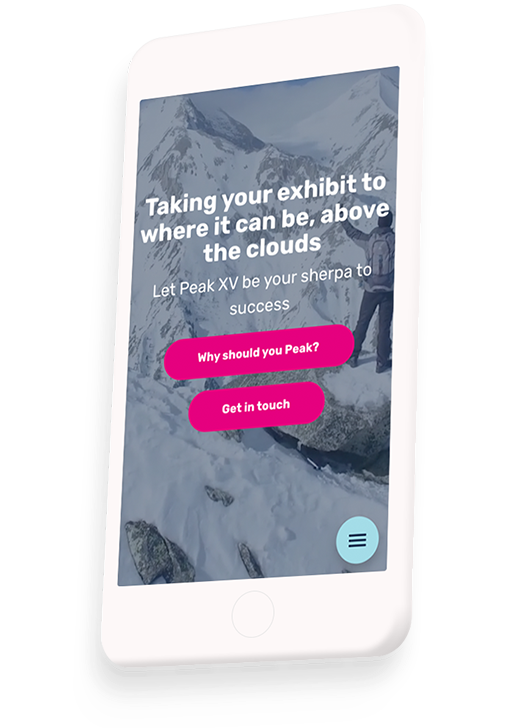 Taking your exhibit to
where it can be, above
the clouds
Let Peak XV be your sherpa to
success
Why should you Peak?
Get in touch